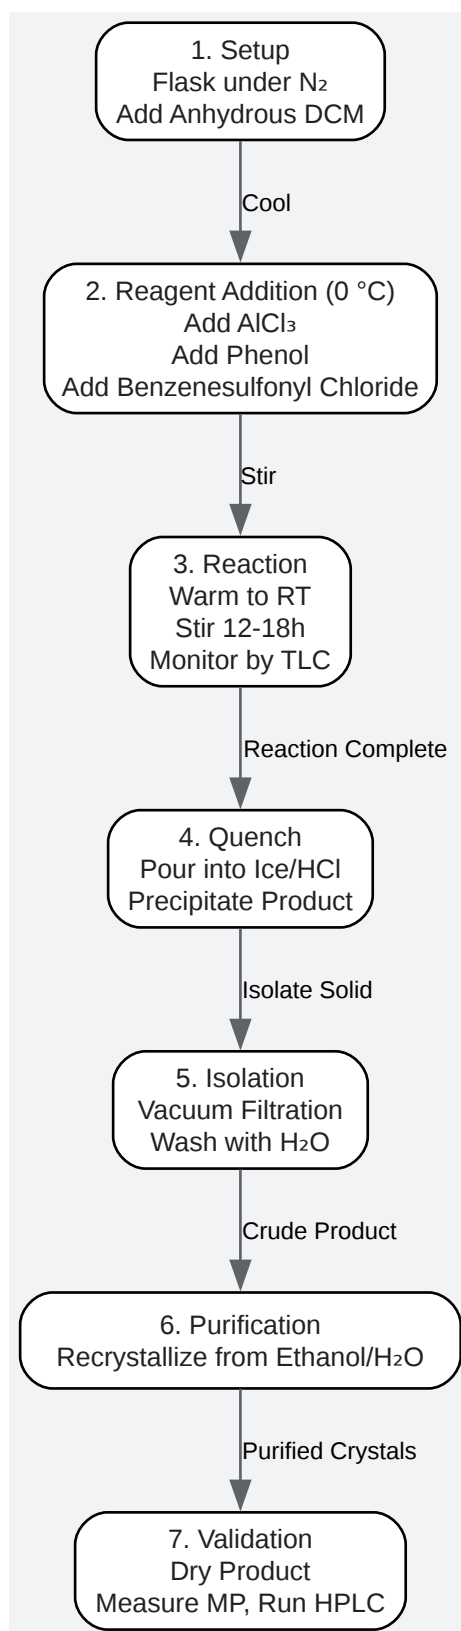 1. Setup
Flask under N₂
Add Anhydrous DCM
Cool
2. Reagent Addition (0 °C)
Add AlCl₃
Add Phenol
Add Benzenesulfonyl Chloride
Stir
3. Reaction
Warm to RT
Stir 12-18h
Monitor by TLC
Reaction Complete
4. Quench
Pour into Ice/HCl
Precipitate Product
Isolate Solid
5. Isolation
Vacuum Filtration
Wash with H₂O
Crude Product
6. Purification
Recrystallize from Ethanol/H₂O
Purified Crystals
7. Validation
Dry Product
Measure MP, Run HPLC